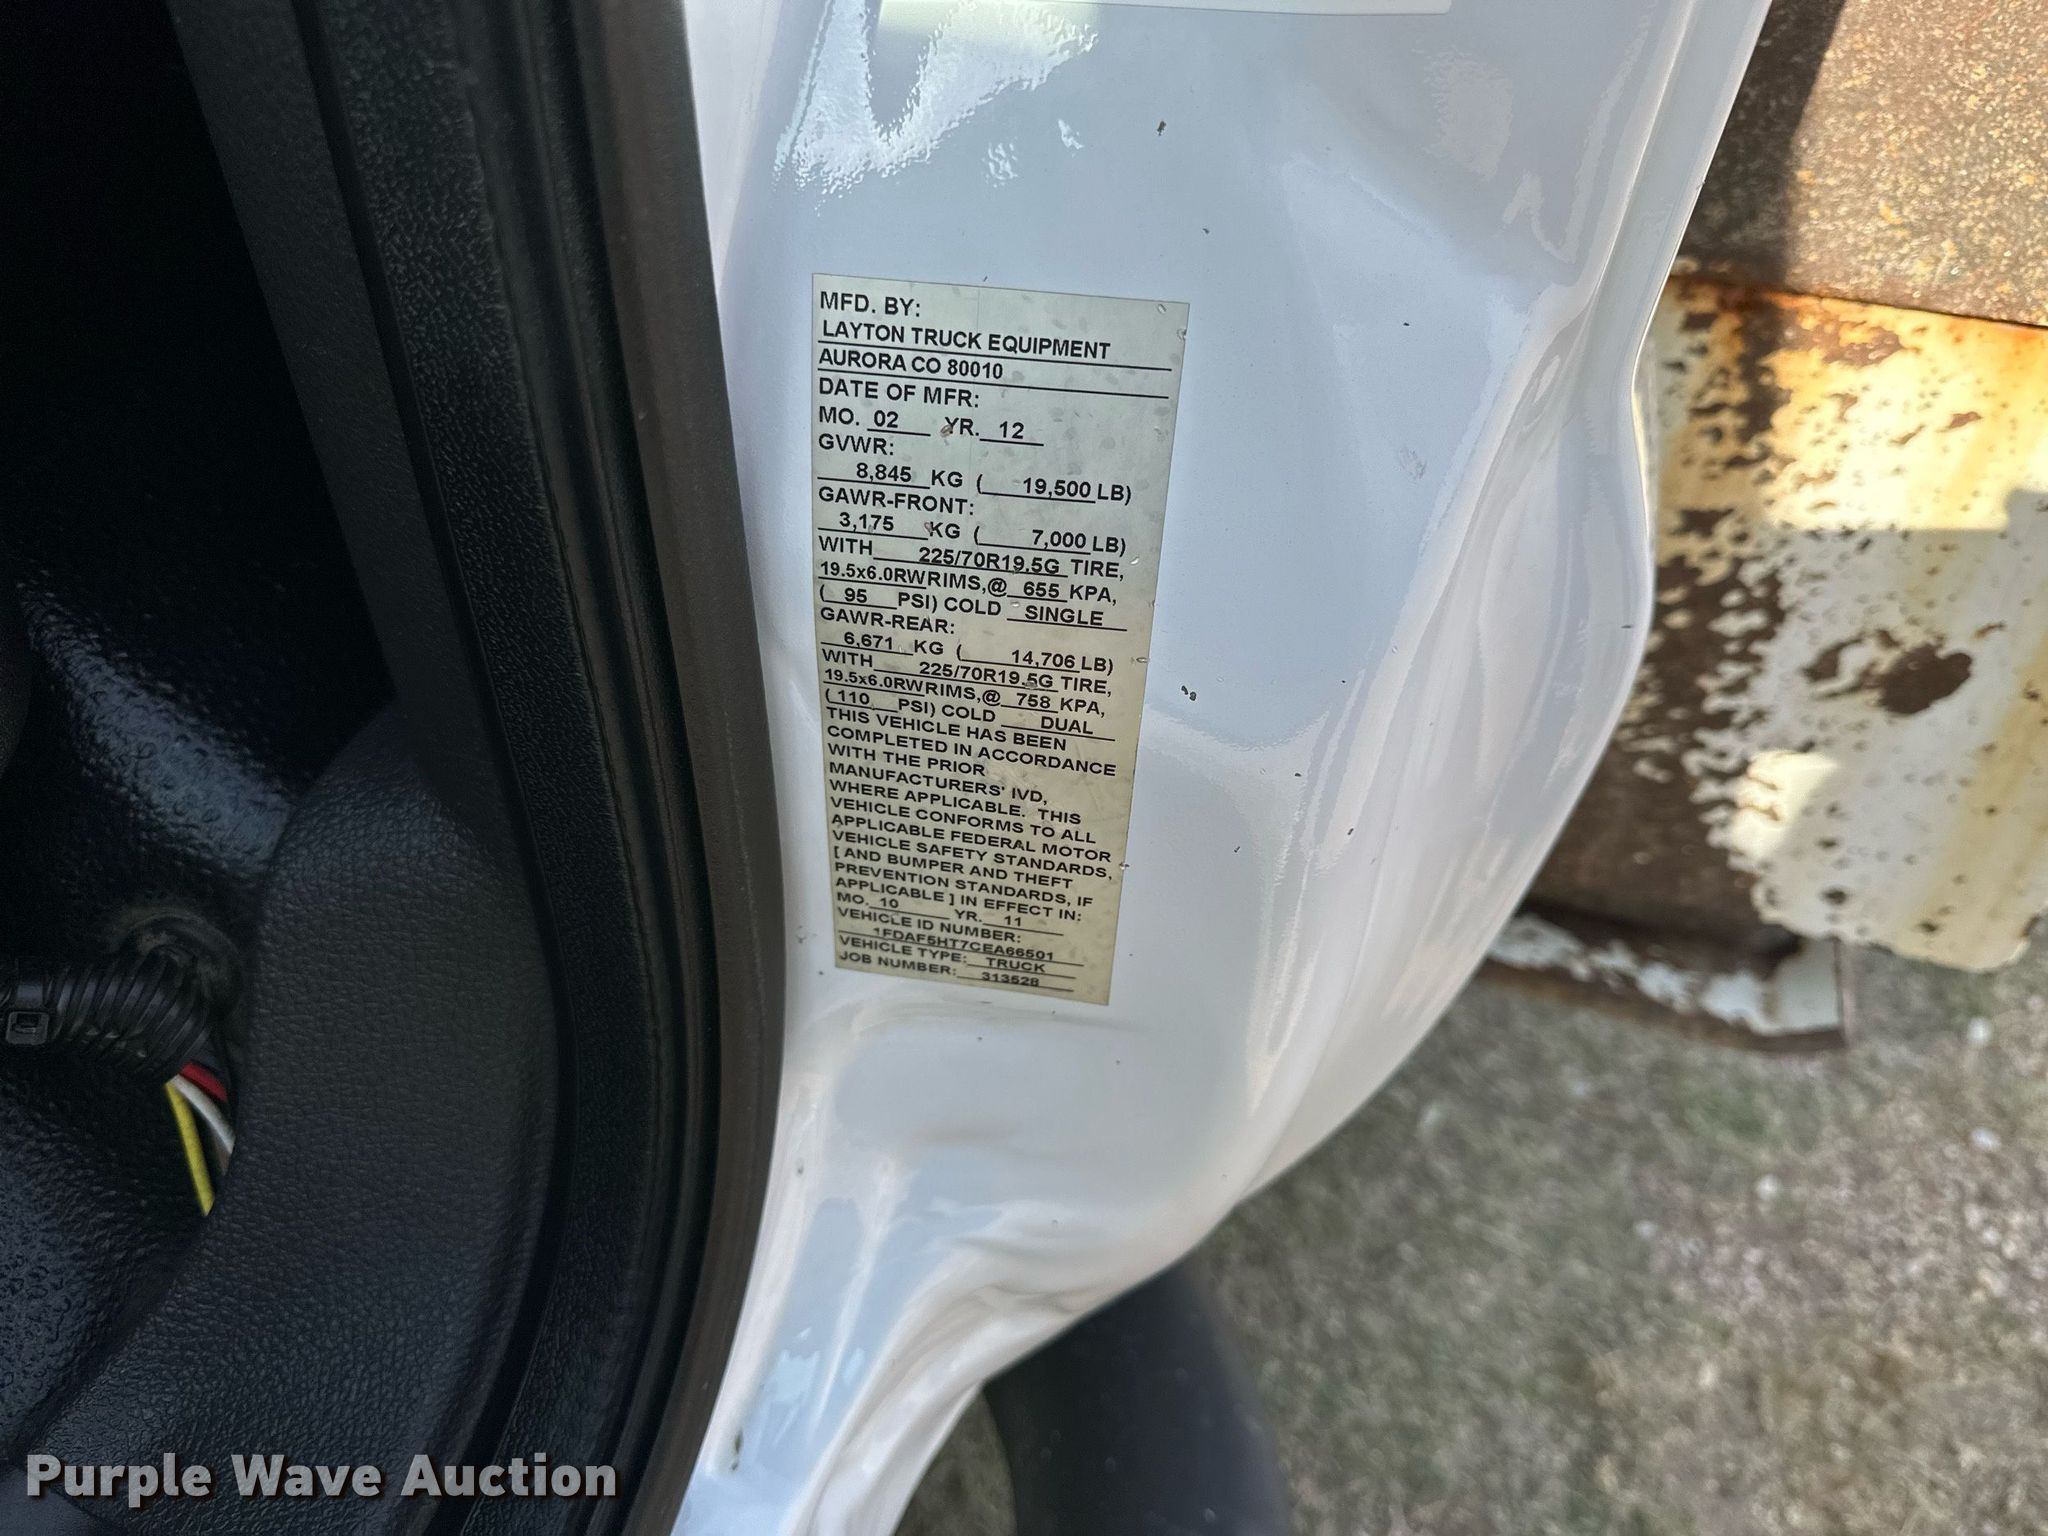 MFD. BY:
LAYTON TRUCK EQUIPMENT
AURORA CO 80010
DATE OF MFR:
MO. 02 YR. 12
GVWR:
8,845 KG ( 19,500 LB)
GAWR-FRONT:
3,175 KG ( 7,000 LB)
WITH 225/70R19.5G TIRE,
19.5x6.0RW RIMS,@ 655 KPA,
( 95 PSI) COLD SINGLE
GAWR-REAR:
6,671 KG ( 14,706 LB)
WITH 225/70R19.5G TIRE,
19.5x6.0RW RIMS,@ 758 KPA,
( 110 PSI) COLD DUAL
THIS VEHICLE HAS BEEN
COMPLETED IN ACCORDANCE
WITH THE PRIOR
MANUFACTURERS' IVD,
WHERE APPLICABLE. THIS
VEHICLE CONFORMS TO ALL
APPLICABLE FEDERAL MOTOR
VEHICLE SAFETY STANDARDS,
[ AND BUMPER AND THEFT
PREVENTION STANDARDS, IF
APPLICABLE ] IN EFFECT IN:
MO. 10 YR. 11
VEHICLE ID NUMBER:
1FDAF5HT7CEA66501
VEHICLE TYPE: TRUCK
JOB NUMBER: 313528
Purple Wave Auction